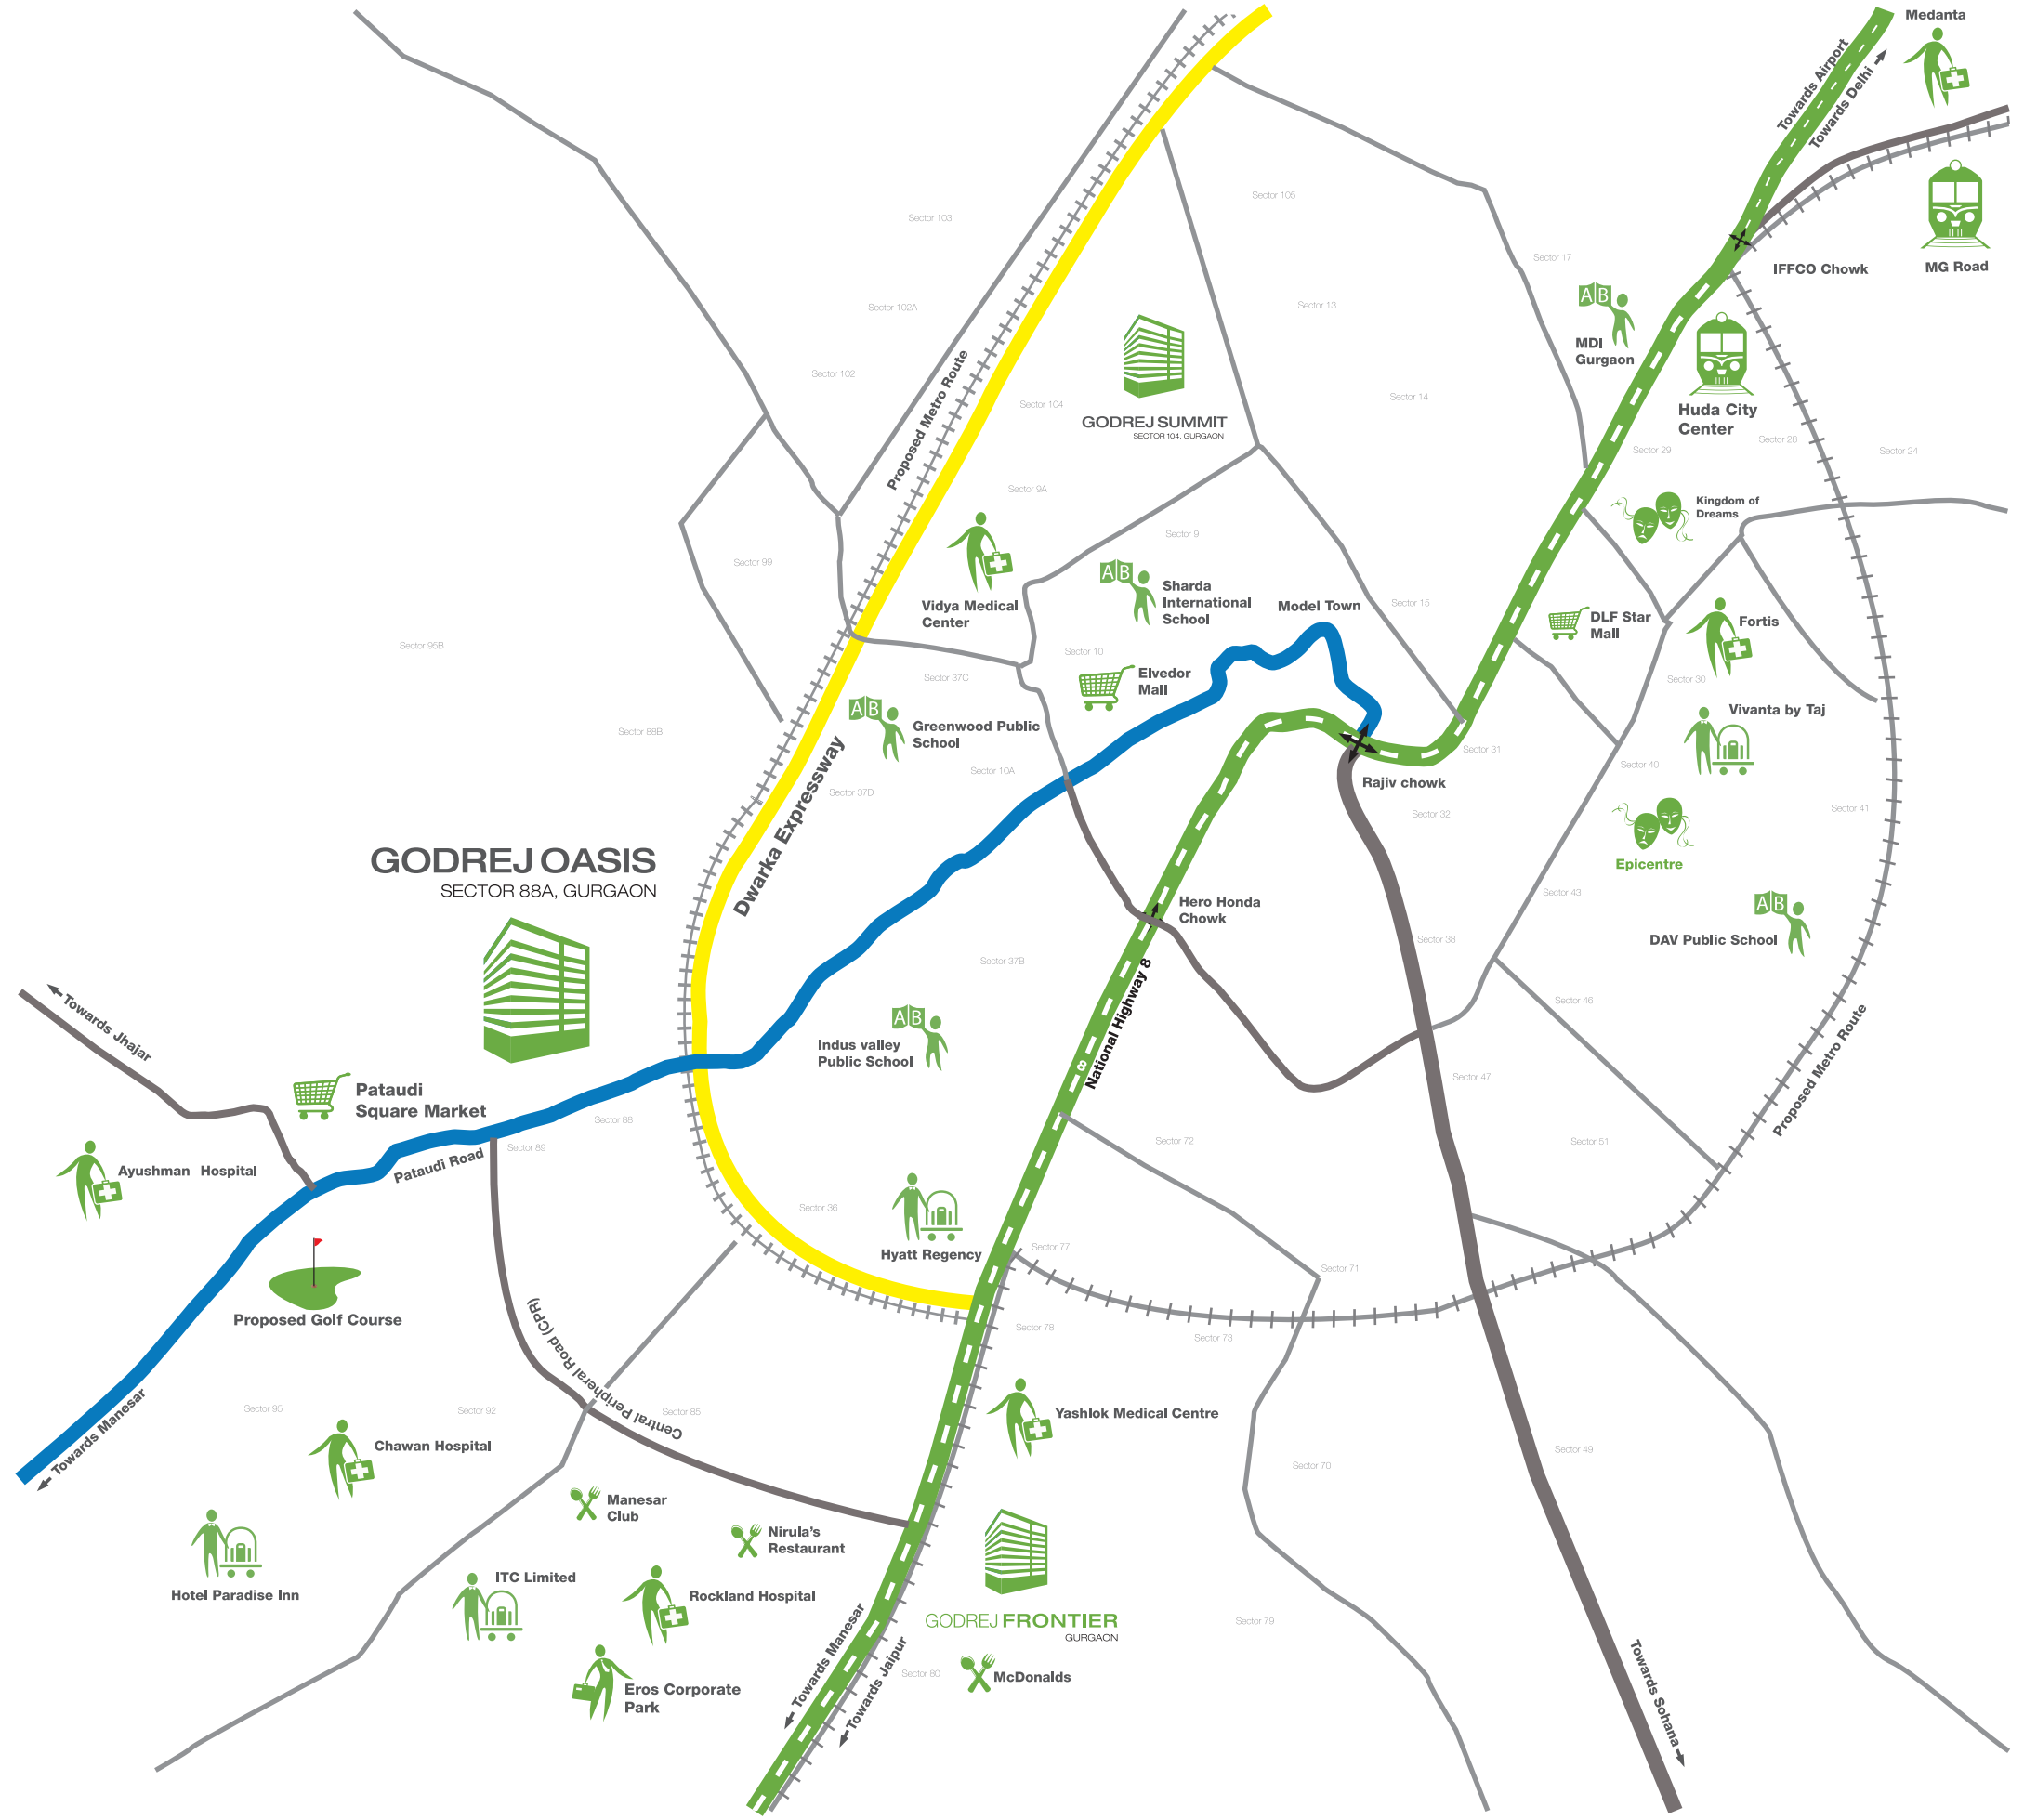 Medanta
Towards Airport
Towards Delhi
MG Road
IFFCO Chowk
Sector 105
Sector 103
Sector 17
Sector 102A
Sector 13
A B
MDI
Gurgaon
Huda City
Center
Sector 102
Proposed Metro Route
Sector 104
GODREJ SUMMIT
SECTOR 104, GURGAON
Sector 14
Sector 29
Sector 28
Sector 24
Sector 9A
Kingdom of
Dreams
Sector 9
Sector 99
Vidya Medical
Center
A B
Sharda
International
School
Model Town
Sector 15
DLF Star
Mall
Fortis
Sector 95B
Sector 10
Sector 37C
Elvedor
Mall
Sector 30
Vivanta by Taj
A B
Greenwood Public
School
Sector 88B
Sector 31
Sector 10A
Sector 40
Rajiv chowk
Sector 37D
Sector 32
Sector 41
Dwarka Expressway
GODREJ OASIS
SECTOR 88A, GURGAON
Epicentre
Sector 43
A B
DAV Public School
Hero Honda
Chowk
Sector 38
Sector 37B
National Highway 8
8
Sector 46
Towards Jhajar
A B
Indus valley
Public School
Proposed Metro Route
Sector 47
Pataudi
Square Market
Sector 88
Sector 89
Pataudi Road
Sector 72
Sector 51
Ayushman Hospital
Sector 36
Hyatt Regency
Sector 77
Sector 71
Proposed Golf Course
Sector 78
Sector 73
Central Peripheral Road (CPR)
Towards Manesar
Sector 95
Sector 92
Sector 85
Yashlok Medical Centre
Chawan Hospital
Sector 49
Sector 70
Manesar
Club
Nirula's
Restaurant
Hotel Paradise Inn
ITC Limited
Rockland Hospital
GODREJ FRONTIER
GURGAON
Sector 79
Towards Manesar
Towards Jaipur
Sector 80
McDonalds
Eros Corporate
Park
Towards Sohana